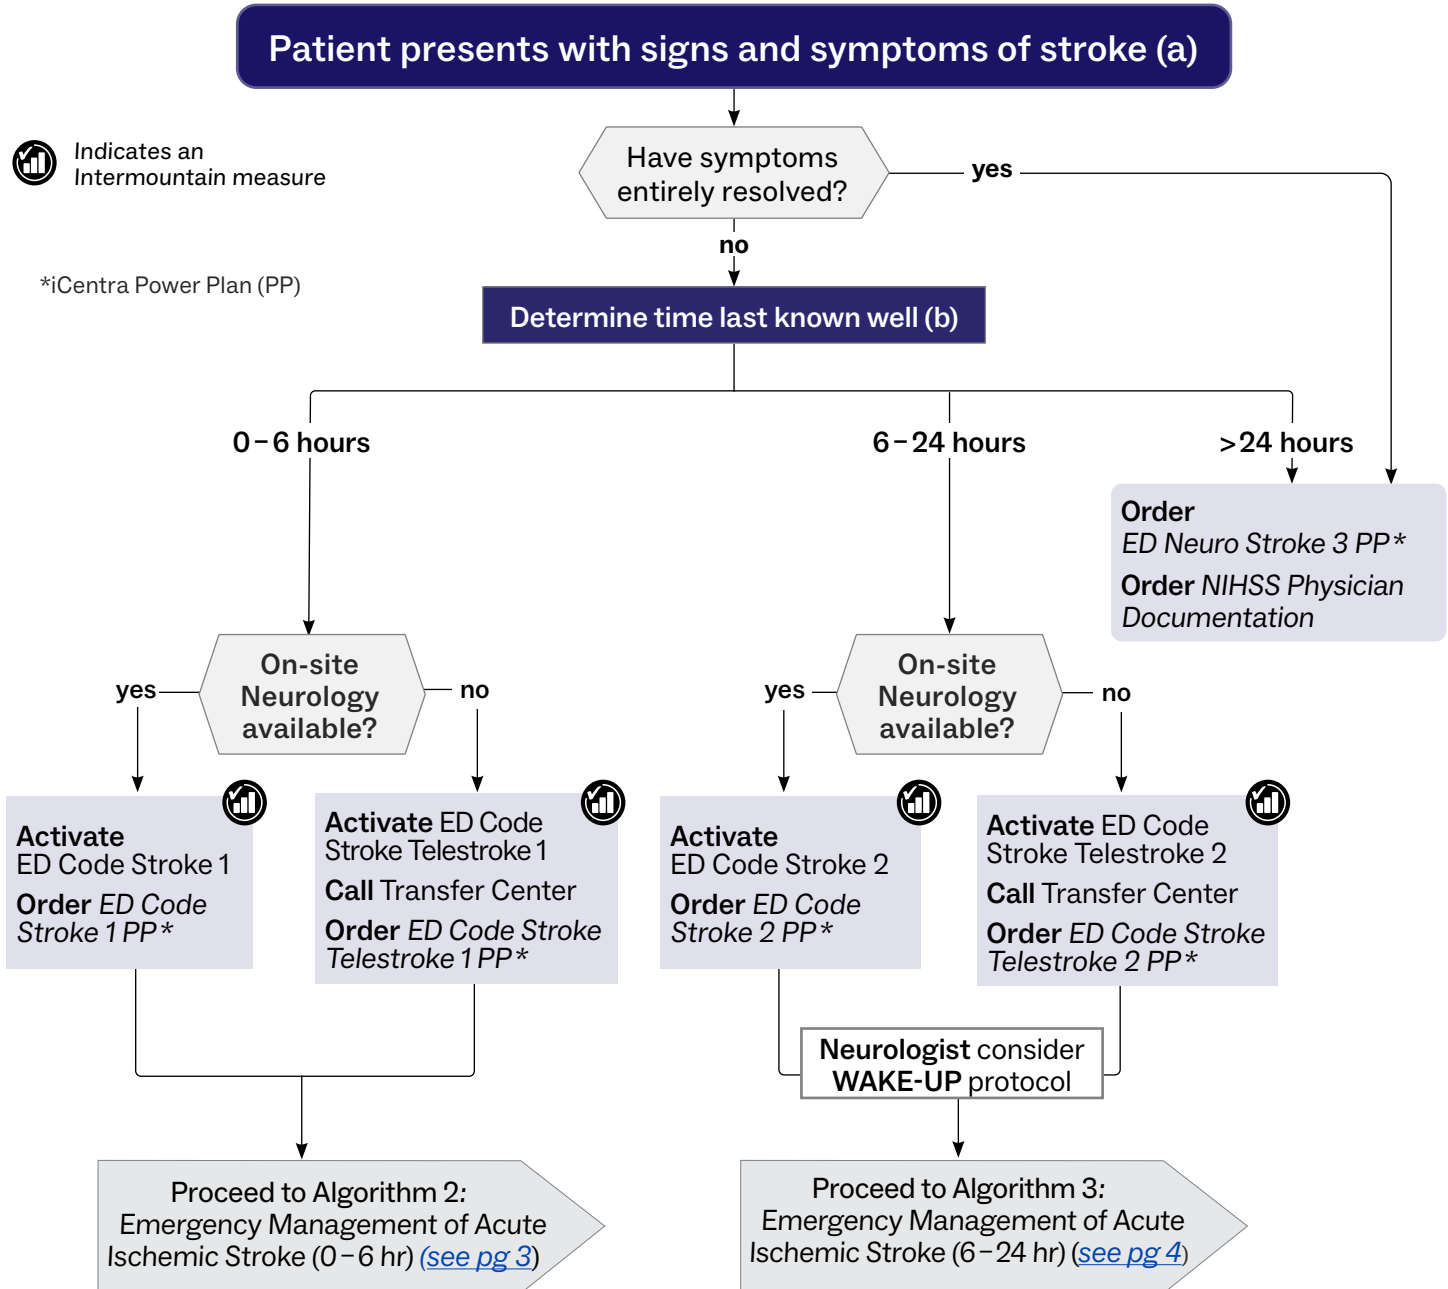 Patient presents with signs and symptoms of stroke (a)
Indicates an
Intermountain measure
*iCentra Power Plan (PP)
Have symptoms
entirely resolved?
yes
no
Determine time last known well (b)
0–6 hours
6–24 hours
>24 hours
Order
ED Neuro Stroke 3 PP*
Order NIHSS Physician
Documentation
On-site
Neurology
available?
yes
no
On-site
Neurology
available?
yes
no
Activate
ED Code Stroke 1
Order ED Code
Stroke 1 PP*
Activate ED Code
Stroke Telestroke 1
Call Transfer Center
Order ED Code Stroke
Telestroke 1 PP*
Activate
ED Code Stroke 2
Order ED Code
Stroke 2 PP*
Activate ED Code
Stroke Telestroke 2
Call Transfer Center
Order ED Code Stroke
Telestroke 2 PP*
Neurologist consider
WAKE-UP protocol
Proceed to Algorithm 2:
Emergency Management of Acute
Ischemic Stroke (0–6 hr) (see pg 3)
Proceed to Algorithm 3:
Emergency Management of Acute
Ischemic Stroke (6–24 hr) (see pg 4)